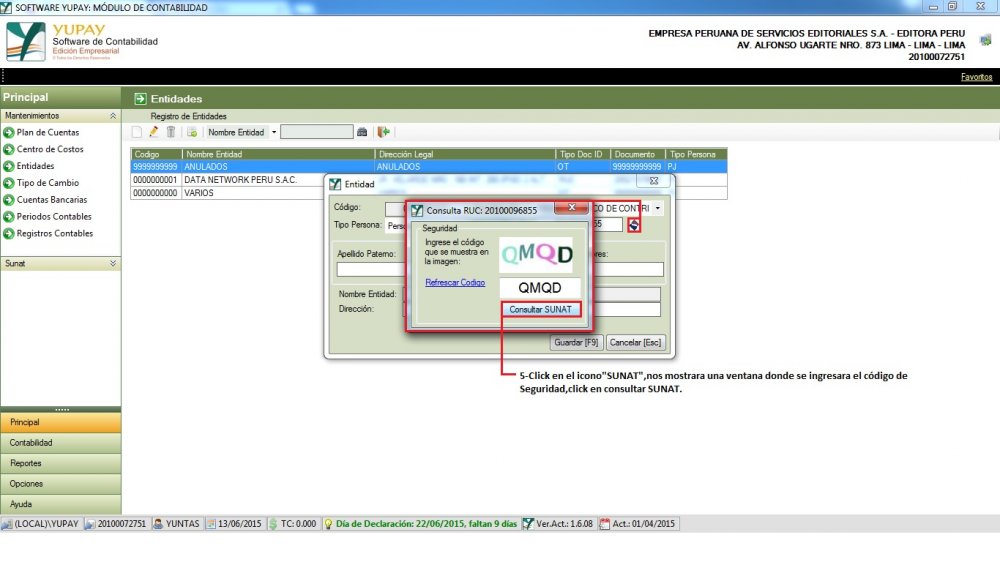 SOFTWARE YUPAY: MÓDULO DE CONTABILIDAD
YUPAY
Software de Contabilidad
Edición Empresarial
© Todos los Derechos Reservados
EMPRESA PERUANA DE SERVICIOS EDITORIALES S.A. - EDITORA PERU
AV. ALFONSO UGARTE NRO. 873 LIMA - LIMA - LIMA
20100072751
Favoritos
Principal
Entidades
Mantenimientos
Registro de Entidades
Plan de Cuentas
Centro de Costos
Entidades
Tipo de Cambio
Cuentas Bancarias
Periodos Contables
Registros Contables
Sunat
Nombre Entidad
Codigo Nombre Entidad Dirección Legal Tipo Doc ID Documento Tipo Persona
9999999999 ANULADOS ANULADOS OT 99999999999 PJ
0000000001 DATA NETWORK PERU S.A.C.
0000000000 VARIOS
Entidad
Código:
CO DE CONTRI
Tipo Persona: Perso
55
Apellido Paterno:
res:
Nombre Entidad:
Dirección:
Consulta RUC: 20100096855
Seguridad
Ingrese el código
que se muestra en
la imagen:
QMQD
Refrescar Codigo
QMQD
Consultar SUNAT
Guardar [F9] Cancelar [Esc]
5-Click en el icono"SUNAT",nos mostrara una ventana donde se ingresara el código de
Seguridad,click en consultar SUNAT.
Principal
Contabilidad
Reportes
Opciones
Ayuda
(LOCAL)\YUPAY 20100072751 YUNTAS 13/06/2015 TC: 0.000 Día de Declaración: 22/06/2015, faltan 9 días Ver.Act.: 1.6.08 Act.: 01/04/2015